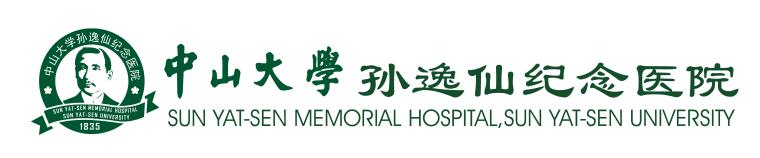 中山大学孙逸仙纪念医院
SUN YAT-SEN MEMORIAL HOSPITAL
SUN YAT-SEN UNIVERSITY
1835
中山大學 孙逸仙纪念医院
SUN YAT-SEN MEMORIAL HOSPITAL,SUN YAT-SEN UNIVERSITY